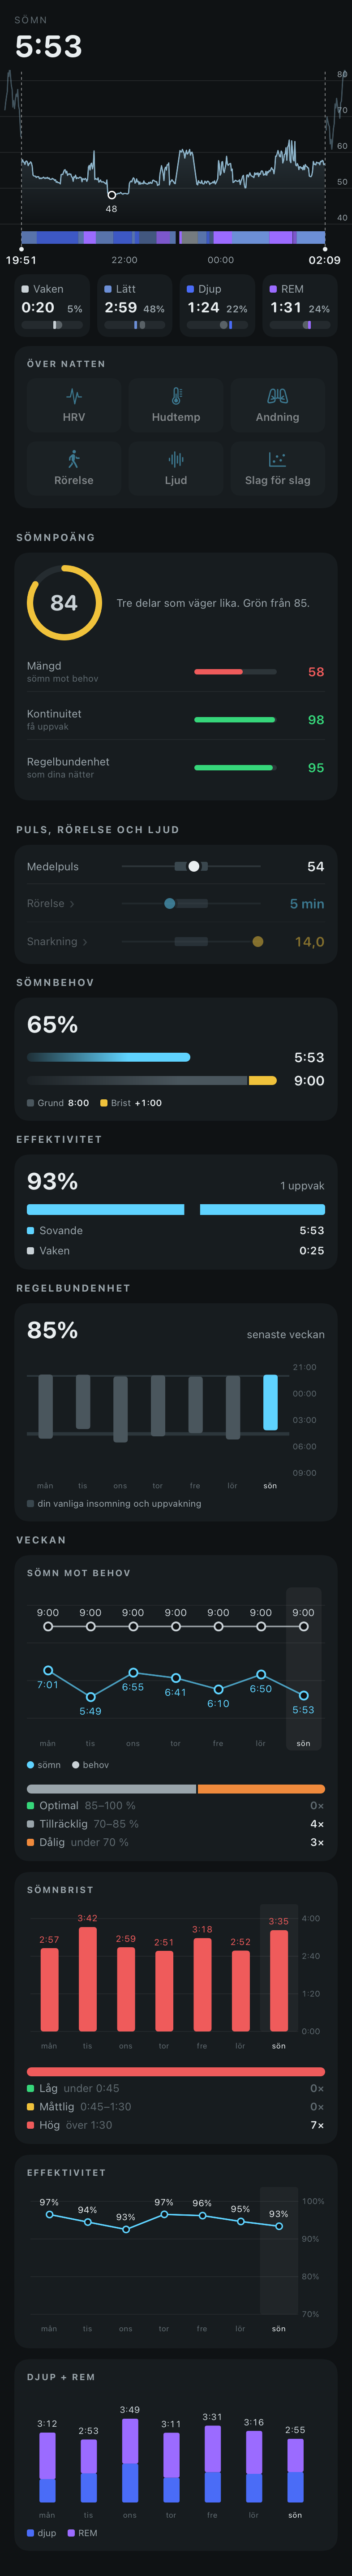 SÖMN
5:53
80
70
60
50
48
40
19:51 22:00 00:00 02:09
Vaken Lätt Djup REM
0:20 5% 2:59 48% 1:24 22% 1:31 24%
ÖVER NATTEN
HRV Hudtemp Andning
Rörelse Ljud Slag för slag
SÖMNPOÄNG
84 Tre delar som väger lika. Grön från 85.
Mängd 58
sömn mot behov
Kontinuitet 98
få uppvak
Regelbundenhet 95
som dina nätter
PULS, RÖRELSE OCH LJUD
Medelpuls 54
Rörelse > 5 min
Snarkning > 14,0
SÖMNBEHOV
65%
5:53
9:00
Grund 8:00 Brist +1:00
EFFEKTIVITET
93% 1 uppvak
Sovande 5:53
Vaken 0:25
REGELBUNDENHET
85% senaste veckan
21:00
00:00
03:00
06:00
09:00
mån tis ons tor fre lör sön
din vanliga insomning och uppvakning
VECKAN
SÖMN MOT BEHOV
9:00 9:00 9:00 9:00 9:00 9:00 9:00
7:01 5:49 6:55 6:41 6:10 6:50 5:53
mån tis ons tor fre lör sön
sömn behov
Optimal 85–100 % 0×
Tillräcklig 70–85 % 4×
Dålig under 70 % 3×
SÖMNBRIST
2:57 3:42 2:59 2:51 3:18 2:52 3:35
4:00
2:40
1:20
0:00
mån tis ons tor fre lör sön
Låg under 0:45 0×
Måttlig 0:45–1:30 0×
Hög över 1:30 7×
EFFEKTIVITET
97% 94% 93% 97% 96% 95% 93%
100%
90%
80%
70%
mån tis ons tor fre lör sön
DJUP + REM
3:12 2:53 3:49 3:11 3:31 3:16 2:55
mån tis ons tor fre lör sön
djup REM